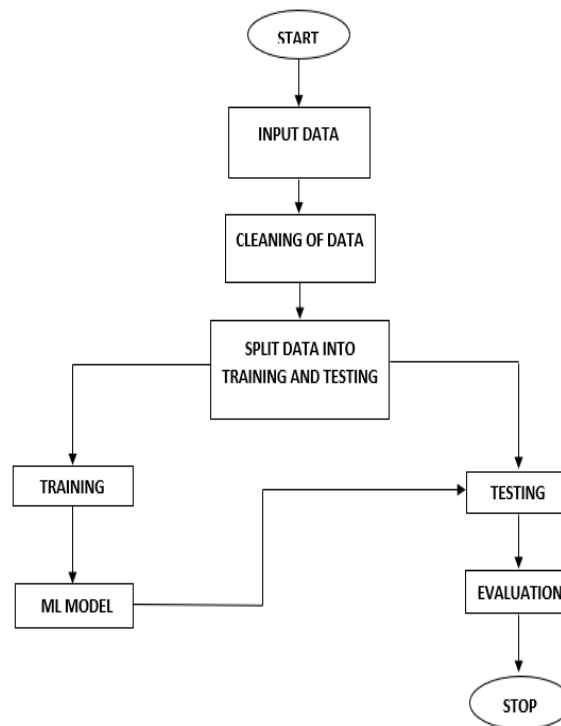 START
INPUT DATA
CLEANING OF DATA
SPLIT DATA INTO
TRAINING AND TESTING
TRAINING
TESTING
ML MODEL
EVALUATION
STOP